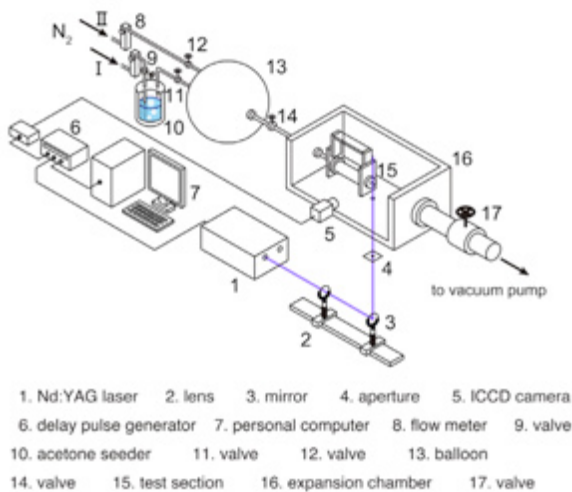 II
8
N2
12
9
I
13
11
14
10
6
16
15
7
17
5
4
1
to vacuum pump
3
2
1. Nd:YAG laser 2. lens 3. mirror 4. aperture 5. ICCD camera
6. delay pulse generator 7. personal computer 8. flow meter 9. valve
10. acetone seeder 11. valve 12. valve 13. balloon
14. valve 15. test section 16. expansion chamber 17. valve